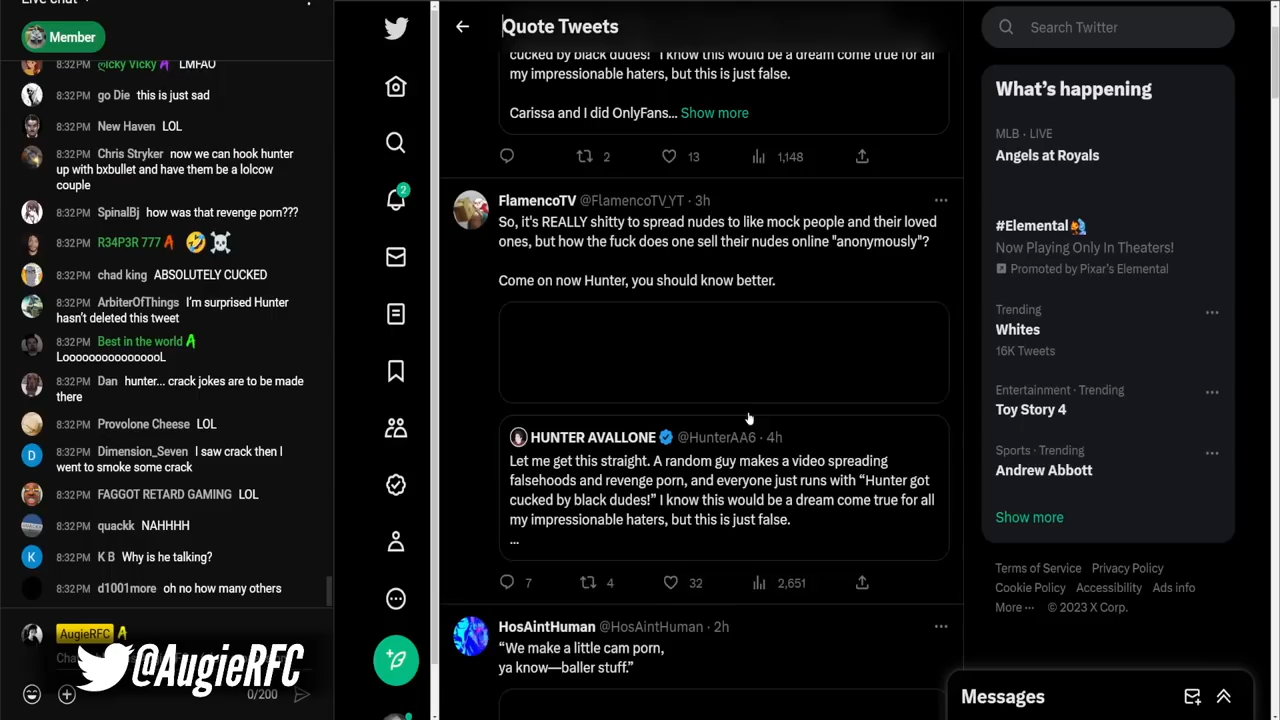 Live chat
Member
8:32PM ღicky Vicky LMFAO
8:32PM go Die this is just sad
8:32PM New Haven LOL
8:32PM Chris Stryker now we can hook hunter
up with bxbullet and have them be a lolcow
couple
8:32PM SpinalBj how was that revenge porn???
8:32PM R34P3R 777 🤣 ☠️
8:32PM chad king ABSOLUTELY CUCKED
8:32PM ArbiterOfThings I'm surprised Hunter
hasn't deleted this tweet
8:32PM Best in the world
LooooooooooooooooL
8:32PM Dan hunter... crack jokes are to be made
there
8:32PM Provolone Cheese LOL
D 8:32PM Dimension_Seven I saw crack then I
went to smoke some crack
8:32PM FAGGOT RETARD GAMING LOL
8:32PM quackk NAHHHH
K 8:32PM K B Why is he talking?
8:32PM d1001more oh no how many others
AugieRFC
@AugieRFC
0/200
2
Quote Tweets
cucked by black dudes!" I know this would be a dream come true for all
my impressionable haters, but this is just false.
Carissa and I did OnlyFans... Show more
2 13 1,148
FlamencoTV @FlamencoTV_YT · 3h
So, it's REALLY shitty to spread nudes to like mock people and their loved
ones, but how the fuck does one sell their nudes online "anonymously"?
Come on now Hunter, you should know better.
HUNTER AVALLONE @HunterAA6 · 4h
Let me get this straight. A random guy makes a video spreading
falsehoods and revenge porn, and everyone just runs with “Hunter got
cucked by black dudes!” I know this would be a dream come true for all
my impressionable haters, but this is just false.
...
7 4 32 2,651
HosAintHuman @HosAintHuman · 2h
“We make a little cam porn,
ya know—baller stuff.”
Search Twitter
What's happening
MLB · LIVE
Angels at Royals
#Elemental
Now Playing Only In Theaters!
Promoted by Pixar's Elemental
Trending
Whites
16K Tweets
Entertainment · Trending
Toy Story 4
Sports · Trending
Andrew Abbott
Show more
Terms of Service Privacy Policy
Cookie Policy Accessibility Ads info
More ··· © 2023 X Corp.
Messages